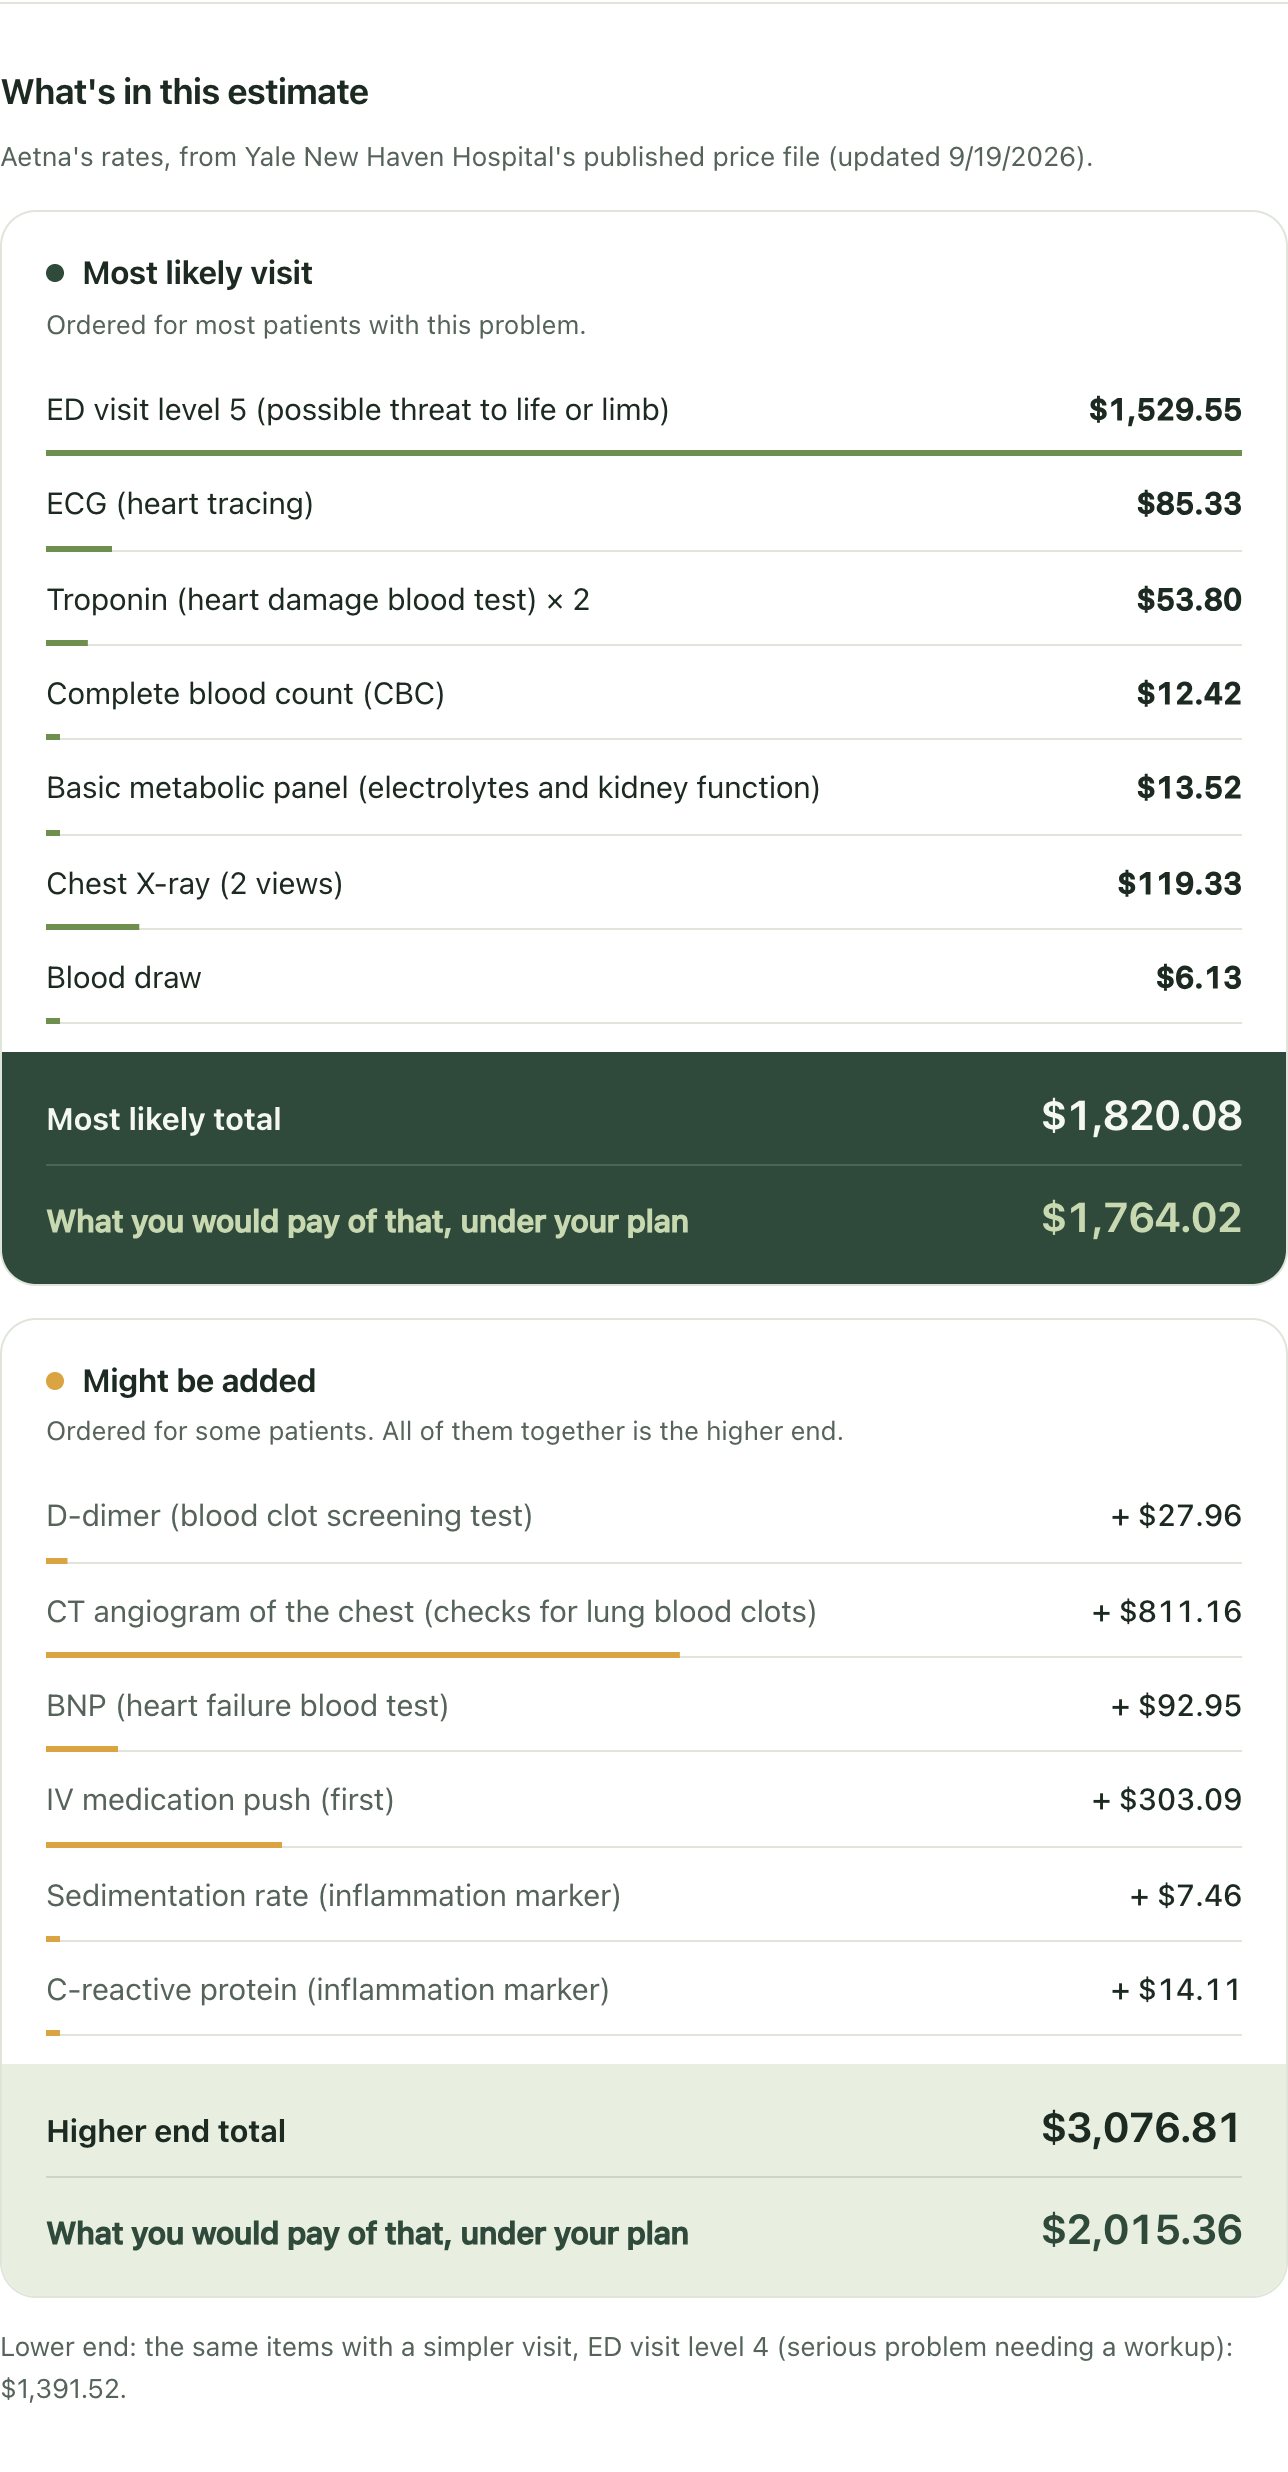 What's in this estimate
Aetna's rates, from Yale New Haven Hospital's published price file (updated 9/19/2026).
Most likely visit
Ordered for most patients with this problem.
ED visit level 5 (possible threat to life or limb) $1,529.55
ECG (heart tracing) $85.33
Troponin (heart damage blood test) × 2 $53.80
Complete blood count (CBC) $12.42
Basic metabolic panel (electrolytes and kidney function) $13.52
Chest X-ray (2 views) $119.33
Blood draw $6.13
Most likely total $1,820.08
What you would pay of that, under your plan $1,764.02
Might be added
Ordered for some patients. All of them together is the higher end.
D-dimer (blood clot screening test) + $27.96
CT angiogram of the chest (checks for lung blood clots) + $811.16
BNP (heart failure blood test) + $92.95
IV medication push (first) + $303.09
Sedimentation rate (inflammation marker) + $7.46
C-reactive protein (inflammation marker) + $14.11
Higher end total $3,076.81
What you would pay of that, under your plan $2,015.36
Lower end: the same items with a simpler visit, ED visit level 4 (serious problem needing a workup):
$1,391.52.